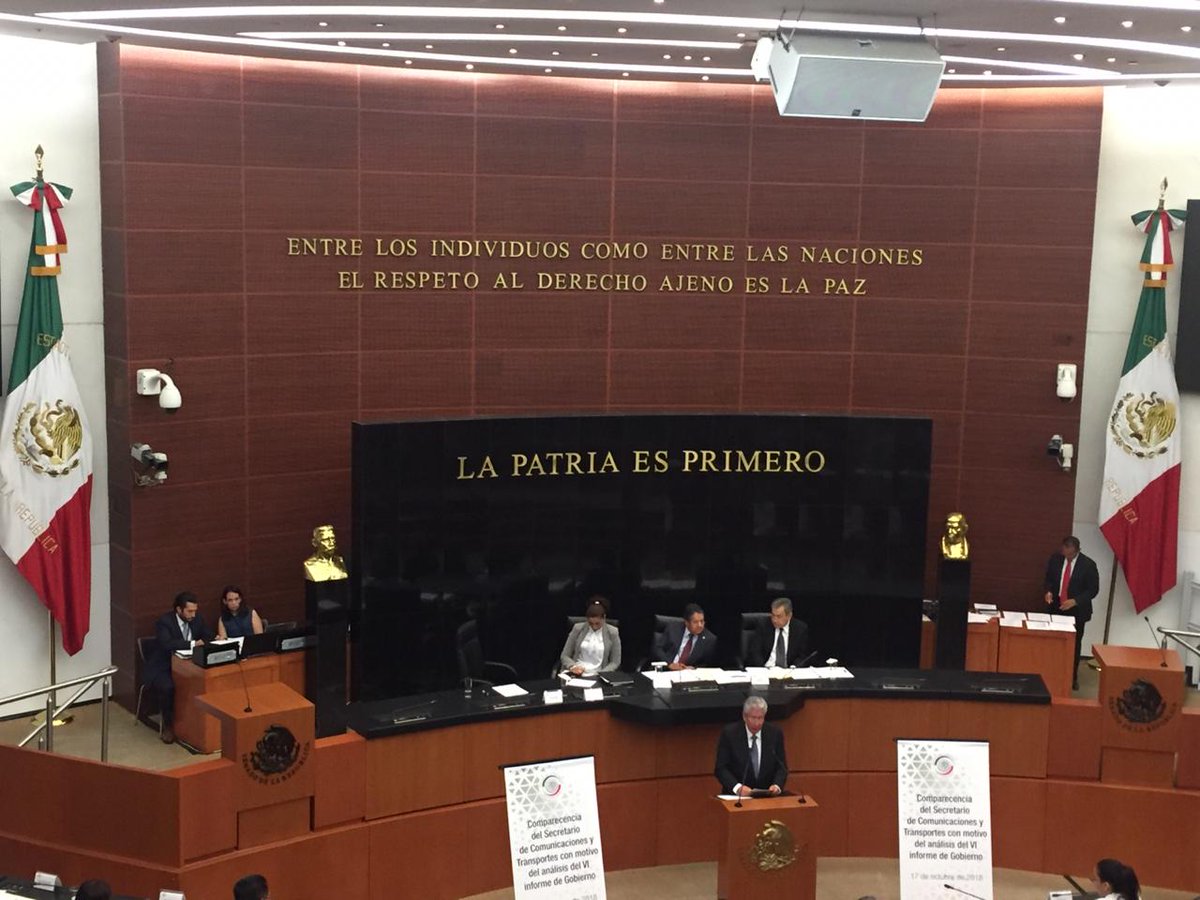 ENTRE LOS INDIVIDUOS COMO ENTRE LAS NACIONES
EL RESPETO AL DERECHO AJENO ES LA PAZ
LA PATRIA ES PRIMERO
Comparecencia
del Secretario
de Comunicaciones y
Transportes con motivo
del análisis del VI
informe de Gobierno
Comparecencia
del Secretario
de Comunicaciones y
Transportes con motivo
del análisis del VI
informe de Gobierno
17 de octubre de 2018
REPÚBLICA
REPÚBLICA